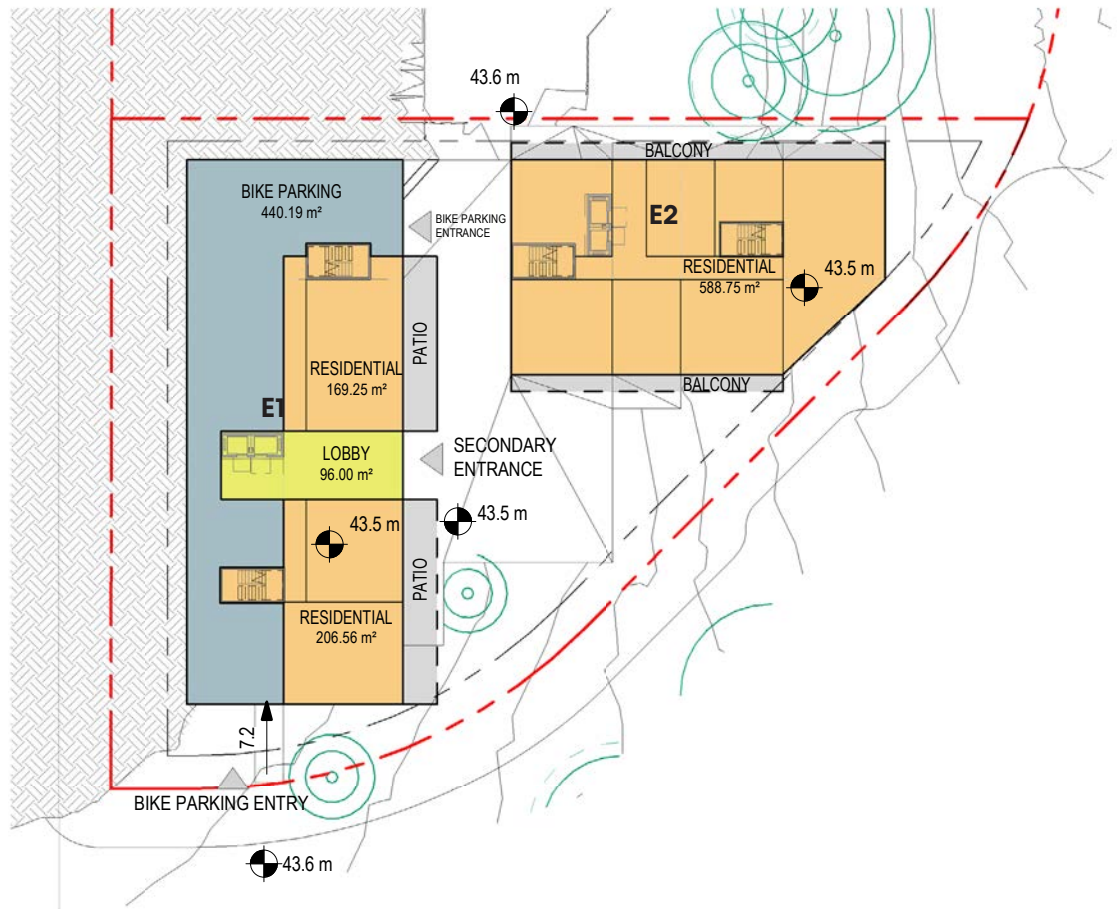 43.6 m
BALCONY
BIKE PARKING
440.19 m²
E2
BIKE PARKING
ENTRANCE
RESIDENTIAL
588.75 m²
43.5 m
PATIO
RESIDENTIAL
169.25 m²
BALCONY
E1
LOBBY
96.00 m²
SECONDARY
ENTRANCE
43.5 m
43.5 m
PATIO
RESIDENTIAL
206.56 m²
7.2
BIKE PARKING ENTRY
43.6 m